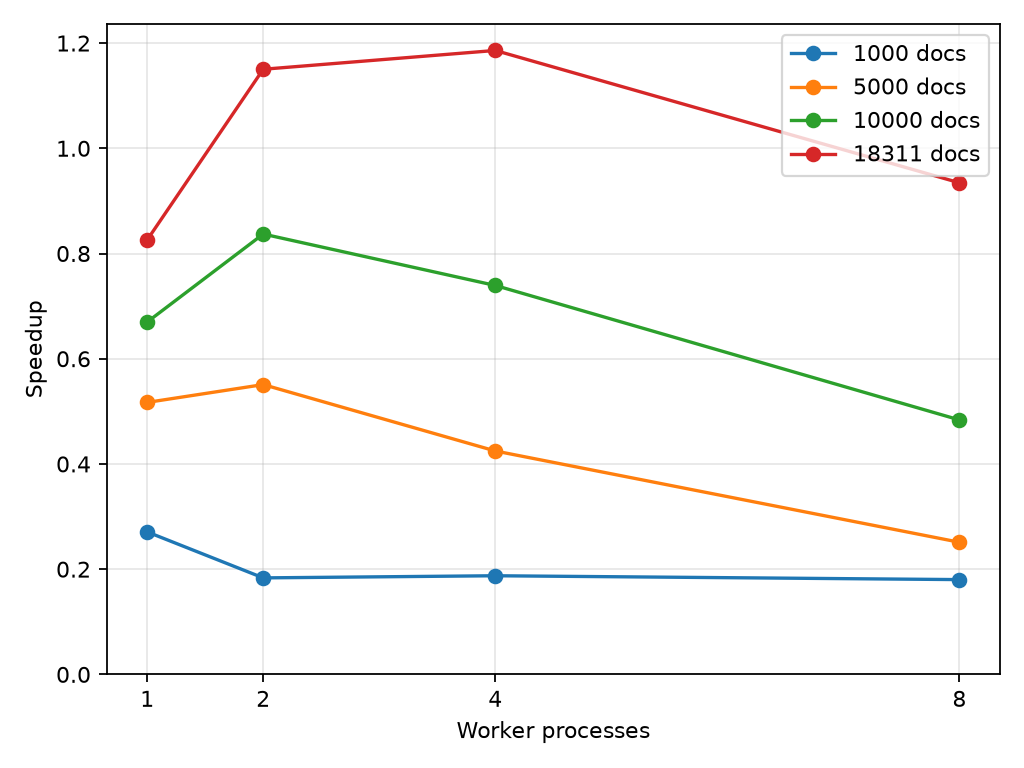 1.2
1.0
0.8
0.6
0.4
0.2
0.0
Speedup
1000 docs
5000 docs
10000 docs
18311 docs
1 2 4 8
Worker processes